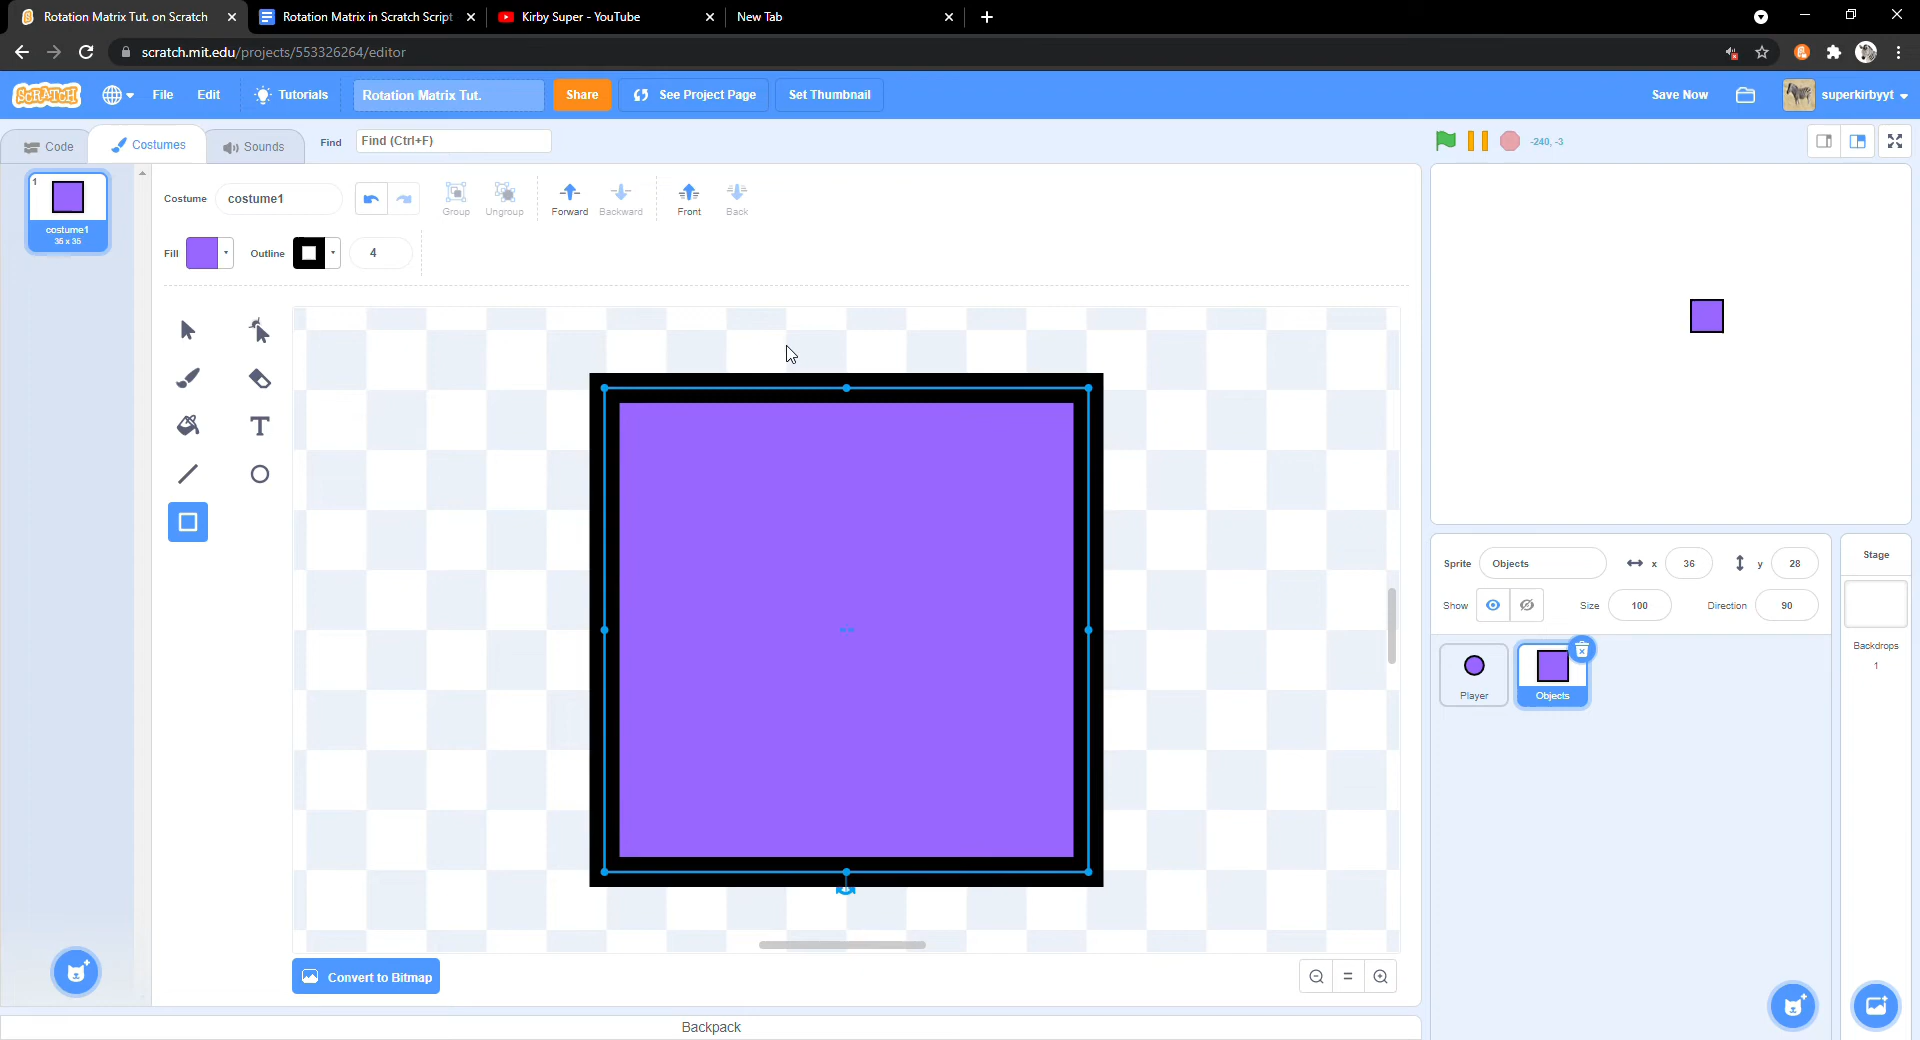 Rotation Matrix Tut. on Scratch
Rotation Matrix in Scratch Script
Kirby Super - YouTube
New Tab
scratch.mit.edu/projects/553326264/editor
SCRATCH
File
Edit
Tutorials
Rotation Matrix Tut.
Share
See Project Page
Set Thumbnail
Save Now
superkirbyyt
Code
Costumes
Sounds
Find
Find (Ctrl+F)
-240, -3
1
costume1
35 x 35
Costume
costume1
Group
Ungroup
Forward
Backward
Front
Back
Fill
Outline
4
Convert to Bitmap
Backpack
Sprite
Objects
x
36
y
28
Show
Size
100
Direction
90
Player
Objects
Stage
Backdrops
1